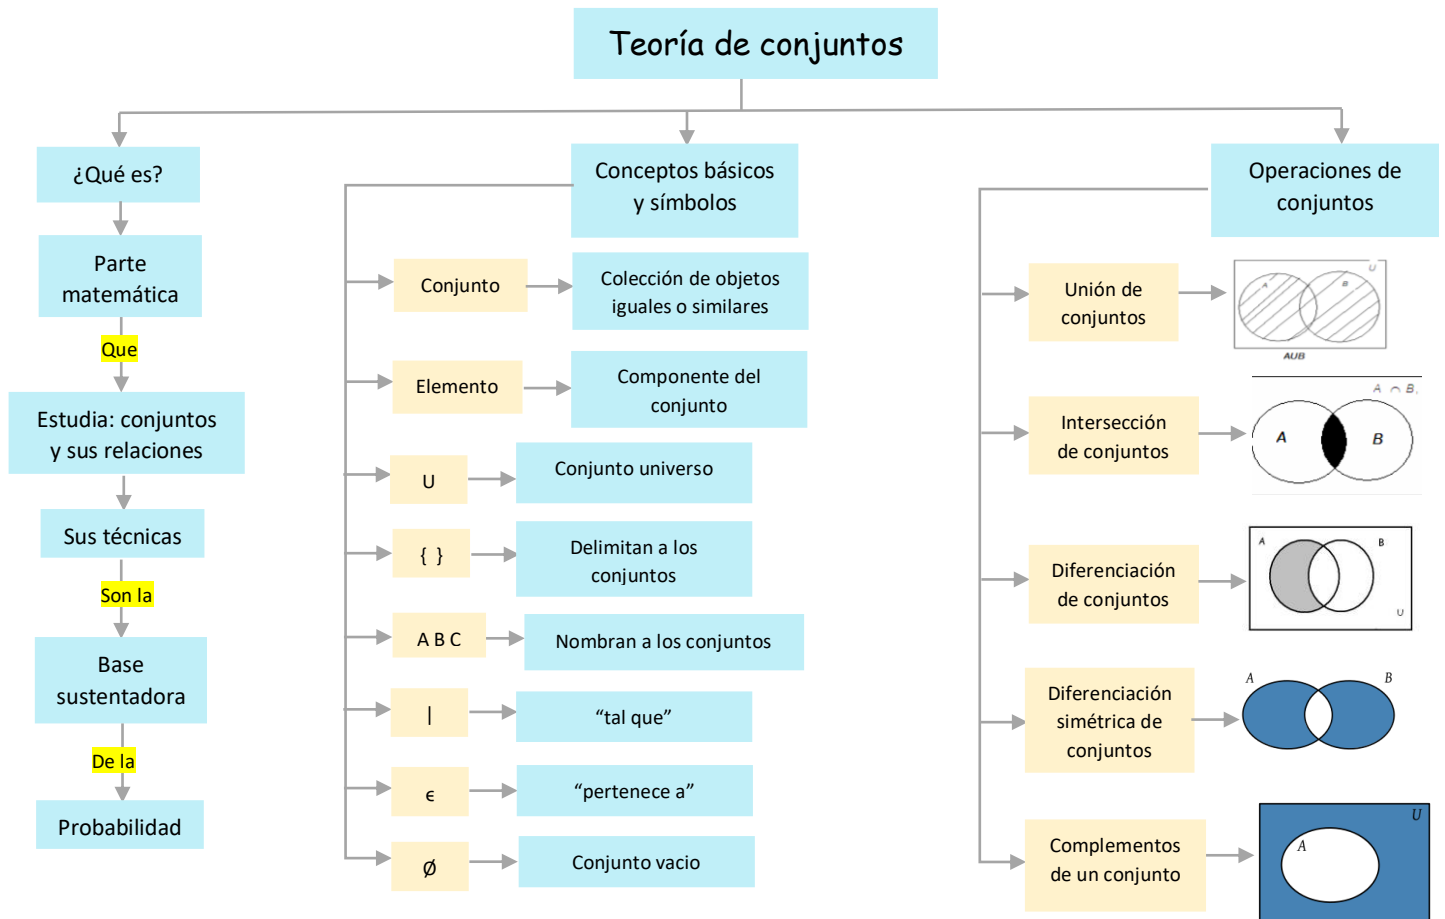 Teoría de conjuntos
¿Qué es?
Parte
matemática
Que
Estudia: conjuntos
y sus relaciones
Sus técnicas
Son la
Base
sustentadora
De la
Probabilidad
Conceptos básicos
y símbolos
Conjunto
Colección de objetos
iguales o similares
Elemento
Componente del
conjunto
U
Conjunto universo
{ }
Delimitan a los
conjuntos
A B C
Nombran a los conjuntos
|
“tal que”
ϵ
“pertenece a”
Ø
Conjunto vacio
Operaciones de
conjuntos
Unión de
conjuntos
U
A
B
AUB
Intersección
de conjuntos
A ∩ B,
A
B
Diferenciación
de conjuntos
A
B
U
Diferenciación
simétrica de
conjuntos
A
B
Complementos
de un conjunto
U
A